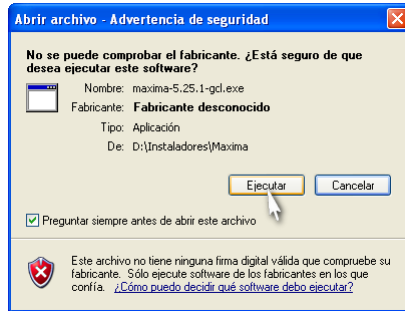 Abrir archivo - Advertencia de seguridad
No se puede comprobar el fabricante. ¿Está seguro de que
desea ejecutar este software?
Nombre: maxima-5.25.1-gcl.exe
Fabricante: Fabricante desconocido
Tipo: Aplicación
De: D:\Instaladores\Maxima
Ejecutar Cancelar
Preguntar siempre antes de abrir este archivo
Este archivo no tiene ninguna firma digital válida que compruebe su
fabricante. Sólo ejecute software de los fabricantes en los que
confía. ¿Cómo puedo decidir qué software debo ejecutar?